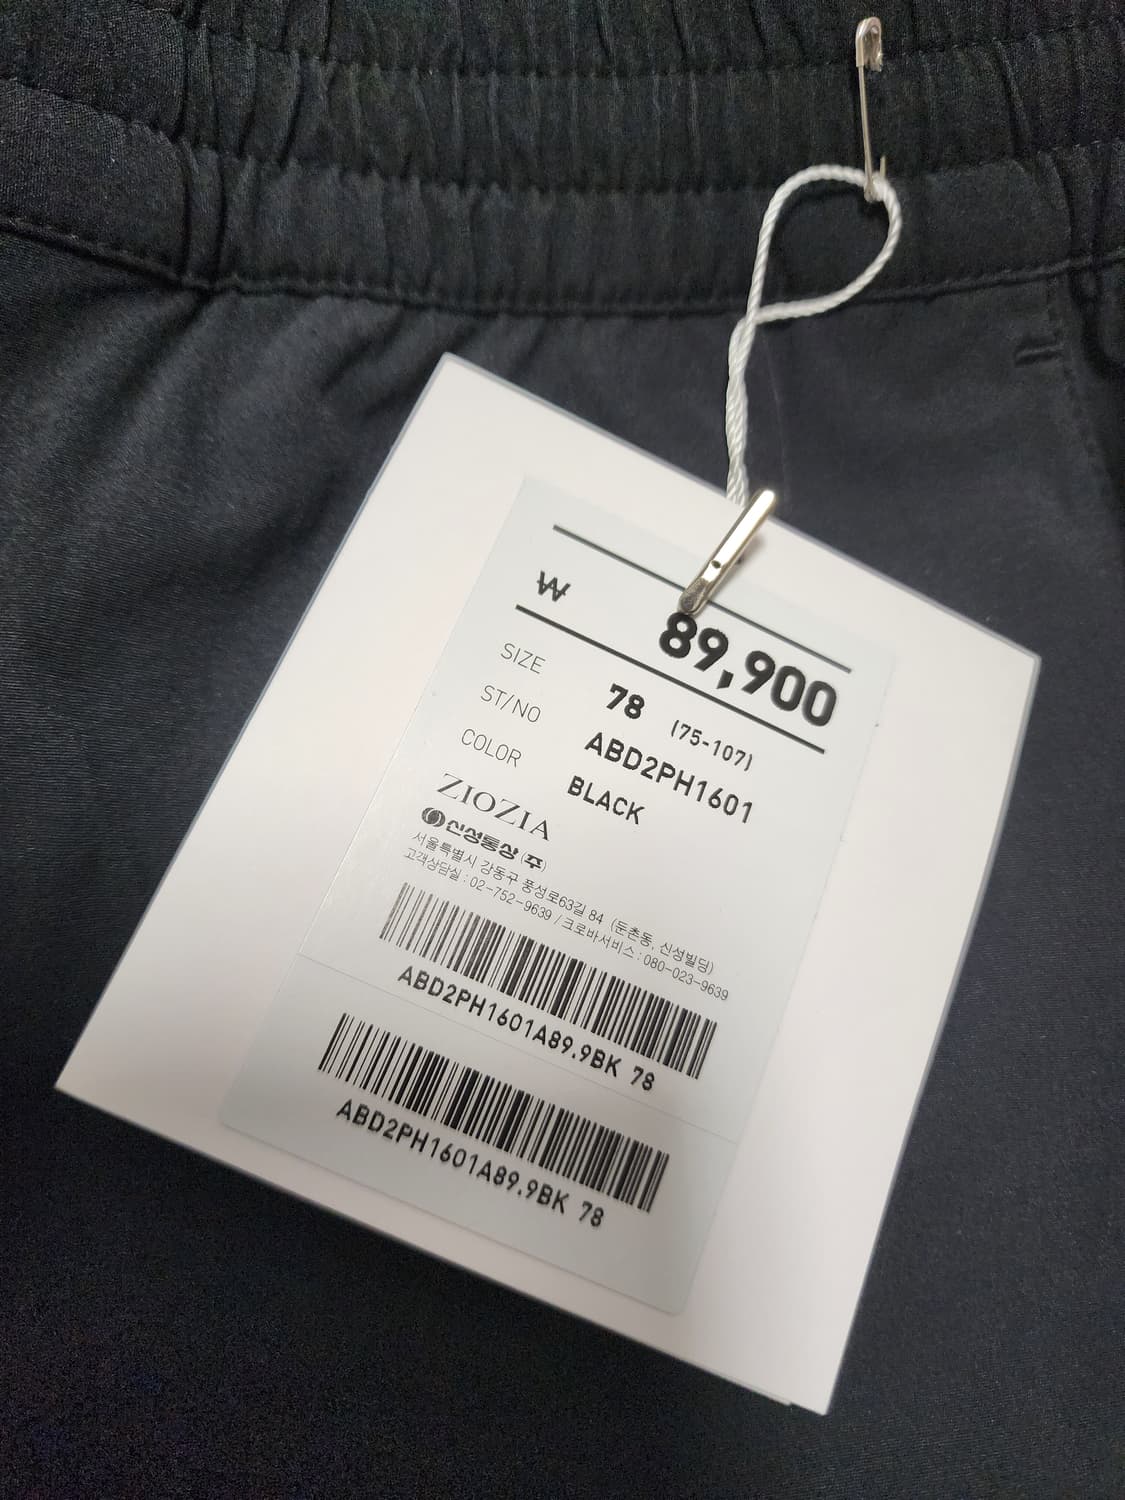 ₩ 89,900
SIZE 78 (75-107)
ST/NO ABD2PH1601
COLOR BLACK
ZIOZIA
신성통상(주)
서울특별시 강동구 풍성로63길 84 (둔촌동, 신성빌딩)
고객상담실 : 02-752-9639 / 크로바서비스 : 080-023-9639
ABD2PH1601A89.9BK 78
ABD2PH1601A89.9BK 78